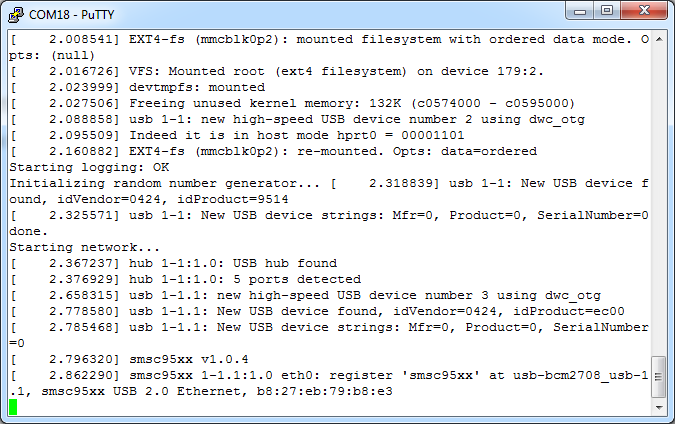 COM18 - PuTTY
[    2.008541] EXT4-fs (mmcblk0p2): mounted filesystem with ordered data mode. O
pts: (null)
[    2.016726] VFS: Mounted root (ext4 filesystem) on device 179:2.
[    2.023999] devtmpfs: mounted
[    2.027506] Freeing unused kernel memory: 132K (c0574000 - c0595000)
[    2.088858] usb 1-1: new high-speed USB device number 2 using dwc_otg
[    2.095509] Indeed it is in host mode hprt0 = 00001101
[    2.160882] EXT4-fs (mmcblk0p2): re-mounted. Opts: data=ordered
Starting logging: OK
Initializing random number generator... [    2.318839] usb 1-1: New USB device f
ound, idVendor=0424, idProduct=9514
[    2.325571] usb 1-1: New USB device strings: Mfr=0, Product=0, SerialNumber=0
done.
Starting network...
[    2.367237] hub 1-1:1.0: USB hub found
[    2.376929] hub 1-1:1.0: 5 ports detected
[    2.658315] usb 1-1.1: new high-speed USB device number 3 using dwc_otg
[    2.778580] usb 1-1.1: New USB device found, idVendor=0424, idProduct=ec00
[    2.785468] usb 1-1.1: New USB device strings: Mfr=0, Product=0, SerialNumber
=0
[    2.796320] smsc95xx v1.0.4
[    2.862290] smsc95xx 1-1.1:1.0 eth0: register 'smsc95xx' at usb-bcm2708_usb-1
.1, smsc95xx USB 2.0 Ethernet, b8:27:eb:79:b8:e3